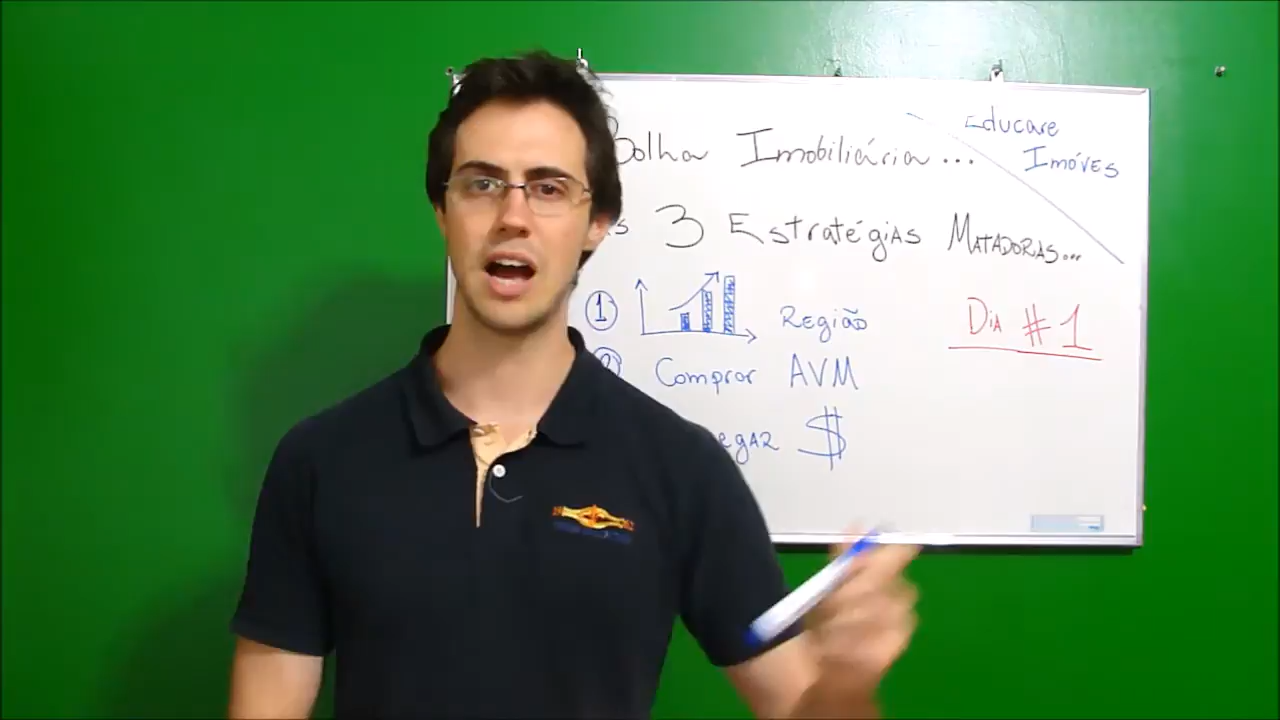 Educare
Imóveis
Bolha Imobiliária...
3 Estratégias MATADORAS...
DIA #1
1 Região
Comprar AVM
$